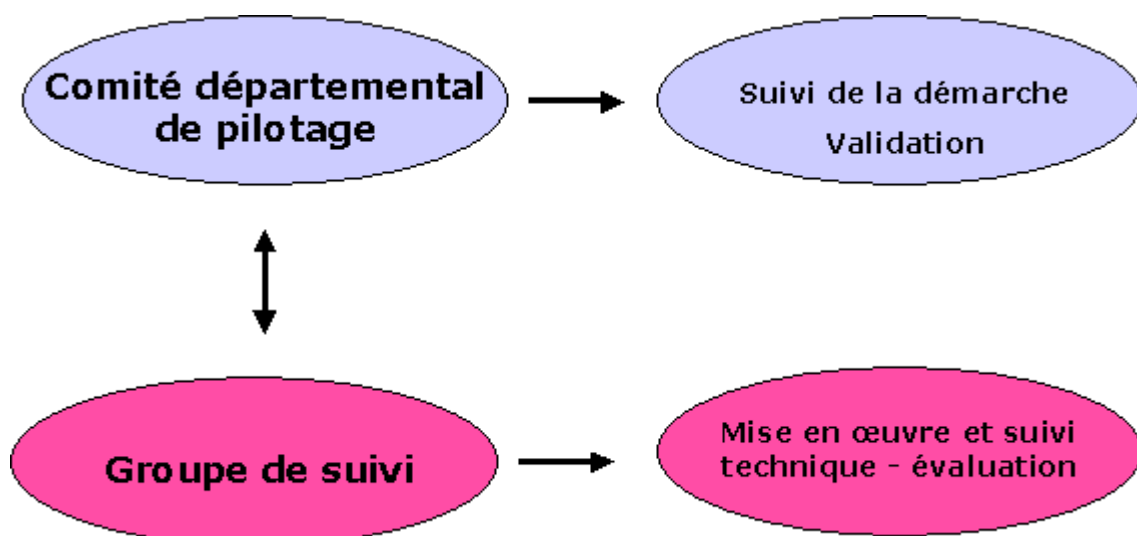 Comité départemental
de pilotage
Suivi de la démarche
Validation
Groupe de suivi
Mise en œuvre et suivi
technique - évaluation